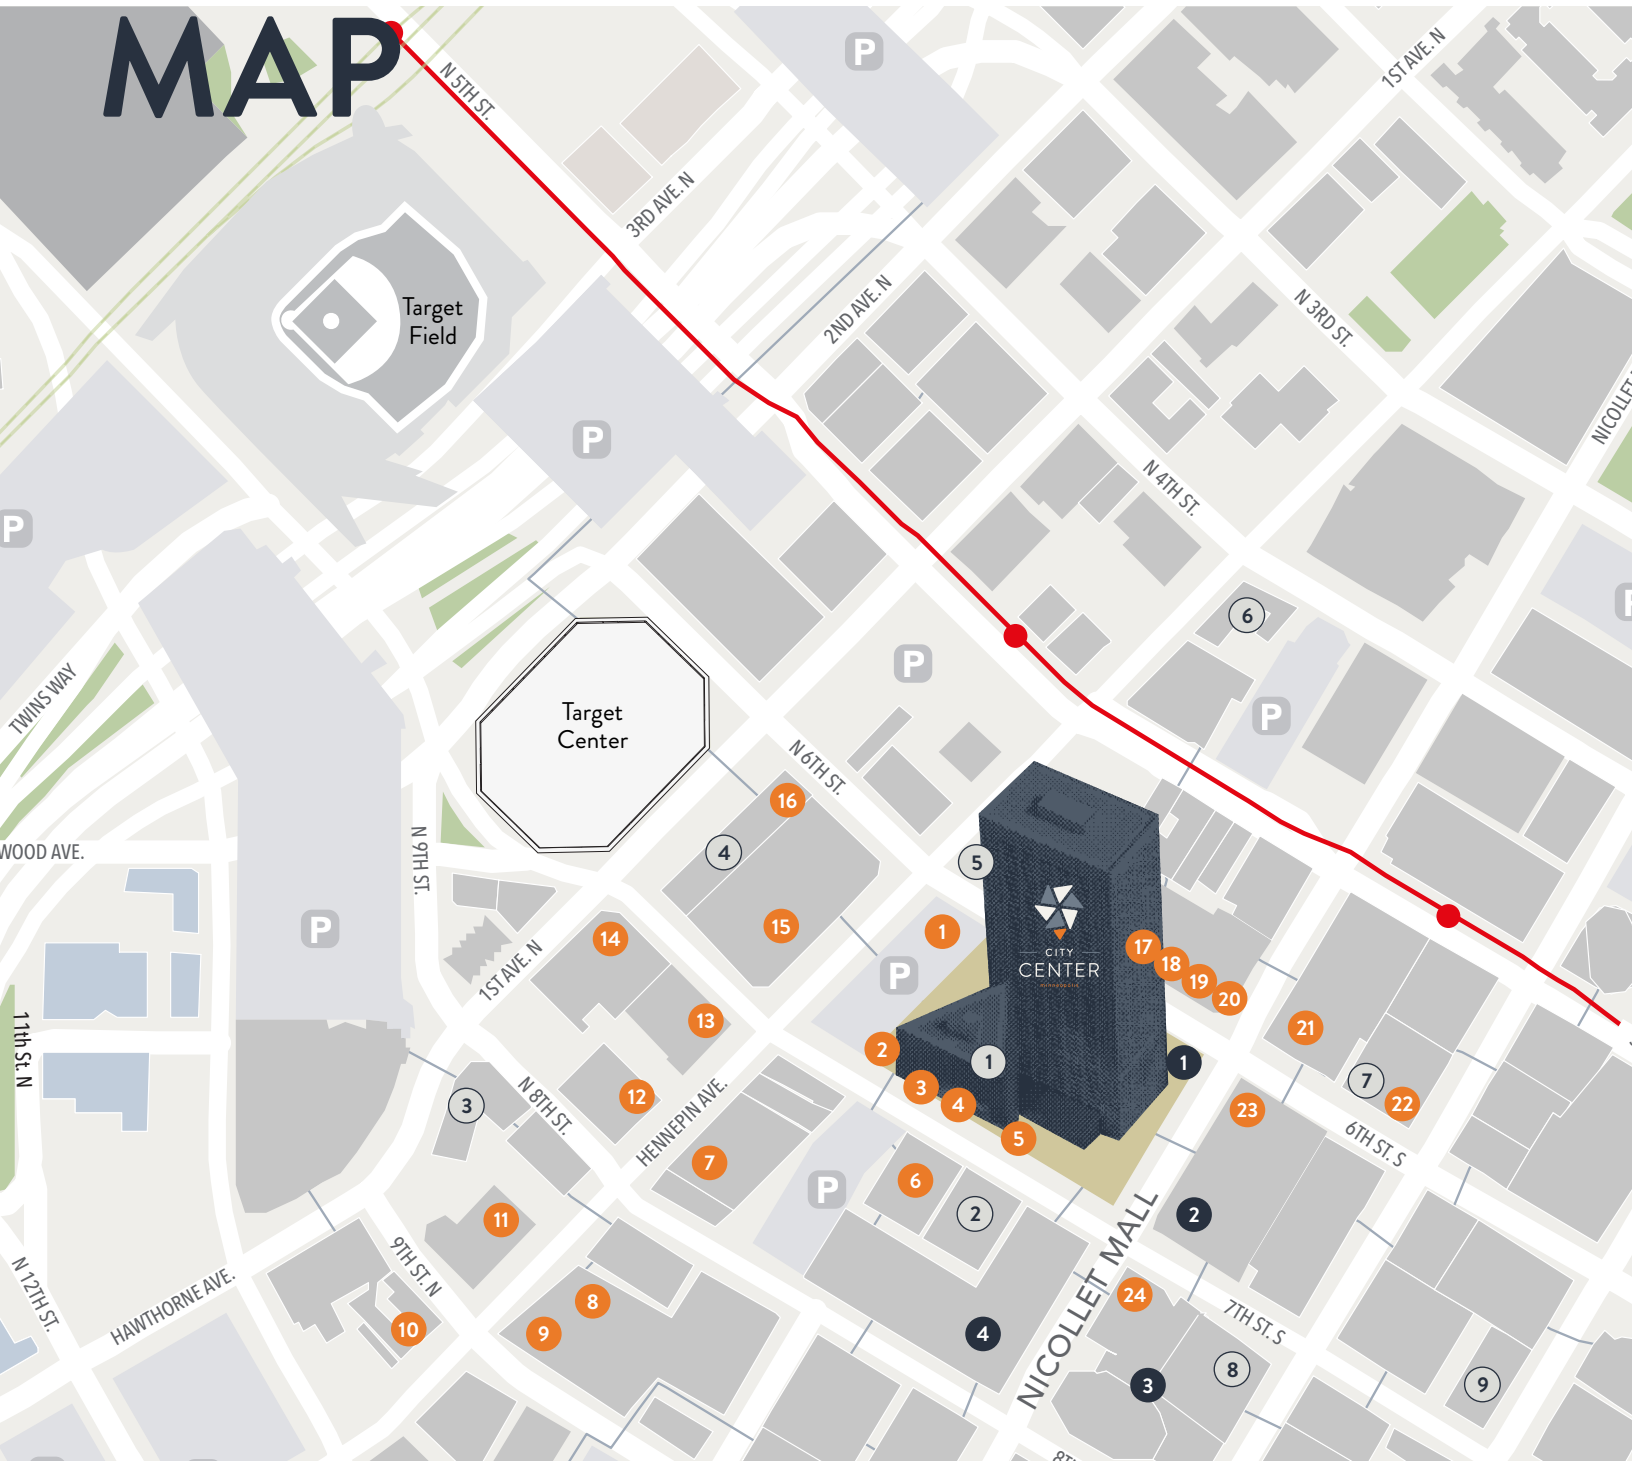 MAP
P
1ST AVE. N
N 5TH ST.
3RD AVE. N
2ND AVE. N
N 3RD ST.
Target
Field
NICOLLET
P
N 4TH ST.
P
P
6
P
P
TWINS WAY
Target
Center
N 6TH ST.
16
4
5
WOOD AVE.
N 9TH ST.
P
14
15
1
CITY
CENTER
minneapolis
17
18
19
20
1ST AVE. N
P
13
21
11th St. N
2
1
1
7
22
3
4
23
12
3
N 8TH ST.
HENNEPIN AVE.
5
6TH ST. S
7
P
6
2
2
11
NICOLLET MALL
9TH ST. N
N 12TH ST.
HAWTHORNE AVE.
8
24
7TH ST. S
10
9
4
3
8
9